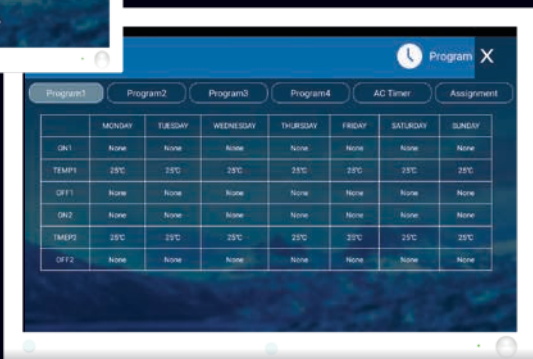 Program X
Program1 Program2 Program3 Program4 AC Timer Assignment
MONDAY TUESDAY WEDNESDAY THURSDAY FRIDAY SATURDAY SUNDAY
ON1 None None None None None None None
TEMP1 25°C 25°C 25°C 25°C 25°C 25°C 25°C
OFF1 None None None None None None None
ON2 None None None None None None None
TMEP2 25°C 25°C 25°C 25°C 25°C 25°C 25°C
OFF2 None None None None None None None